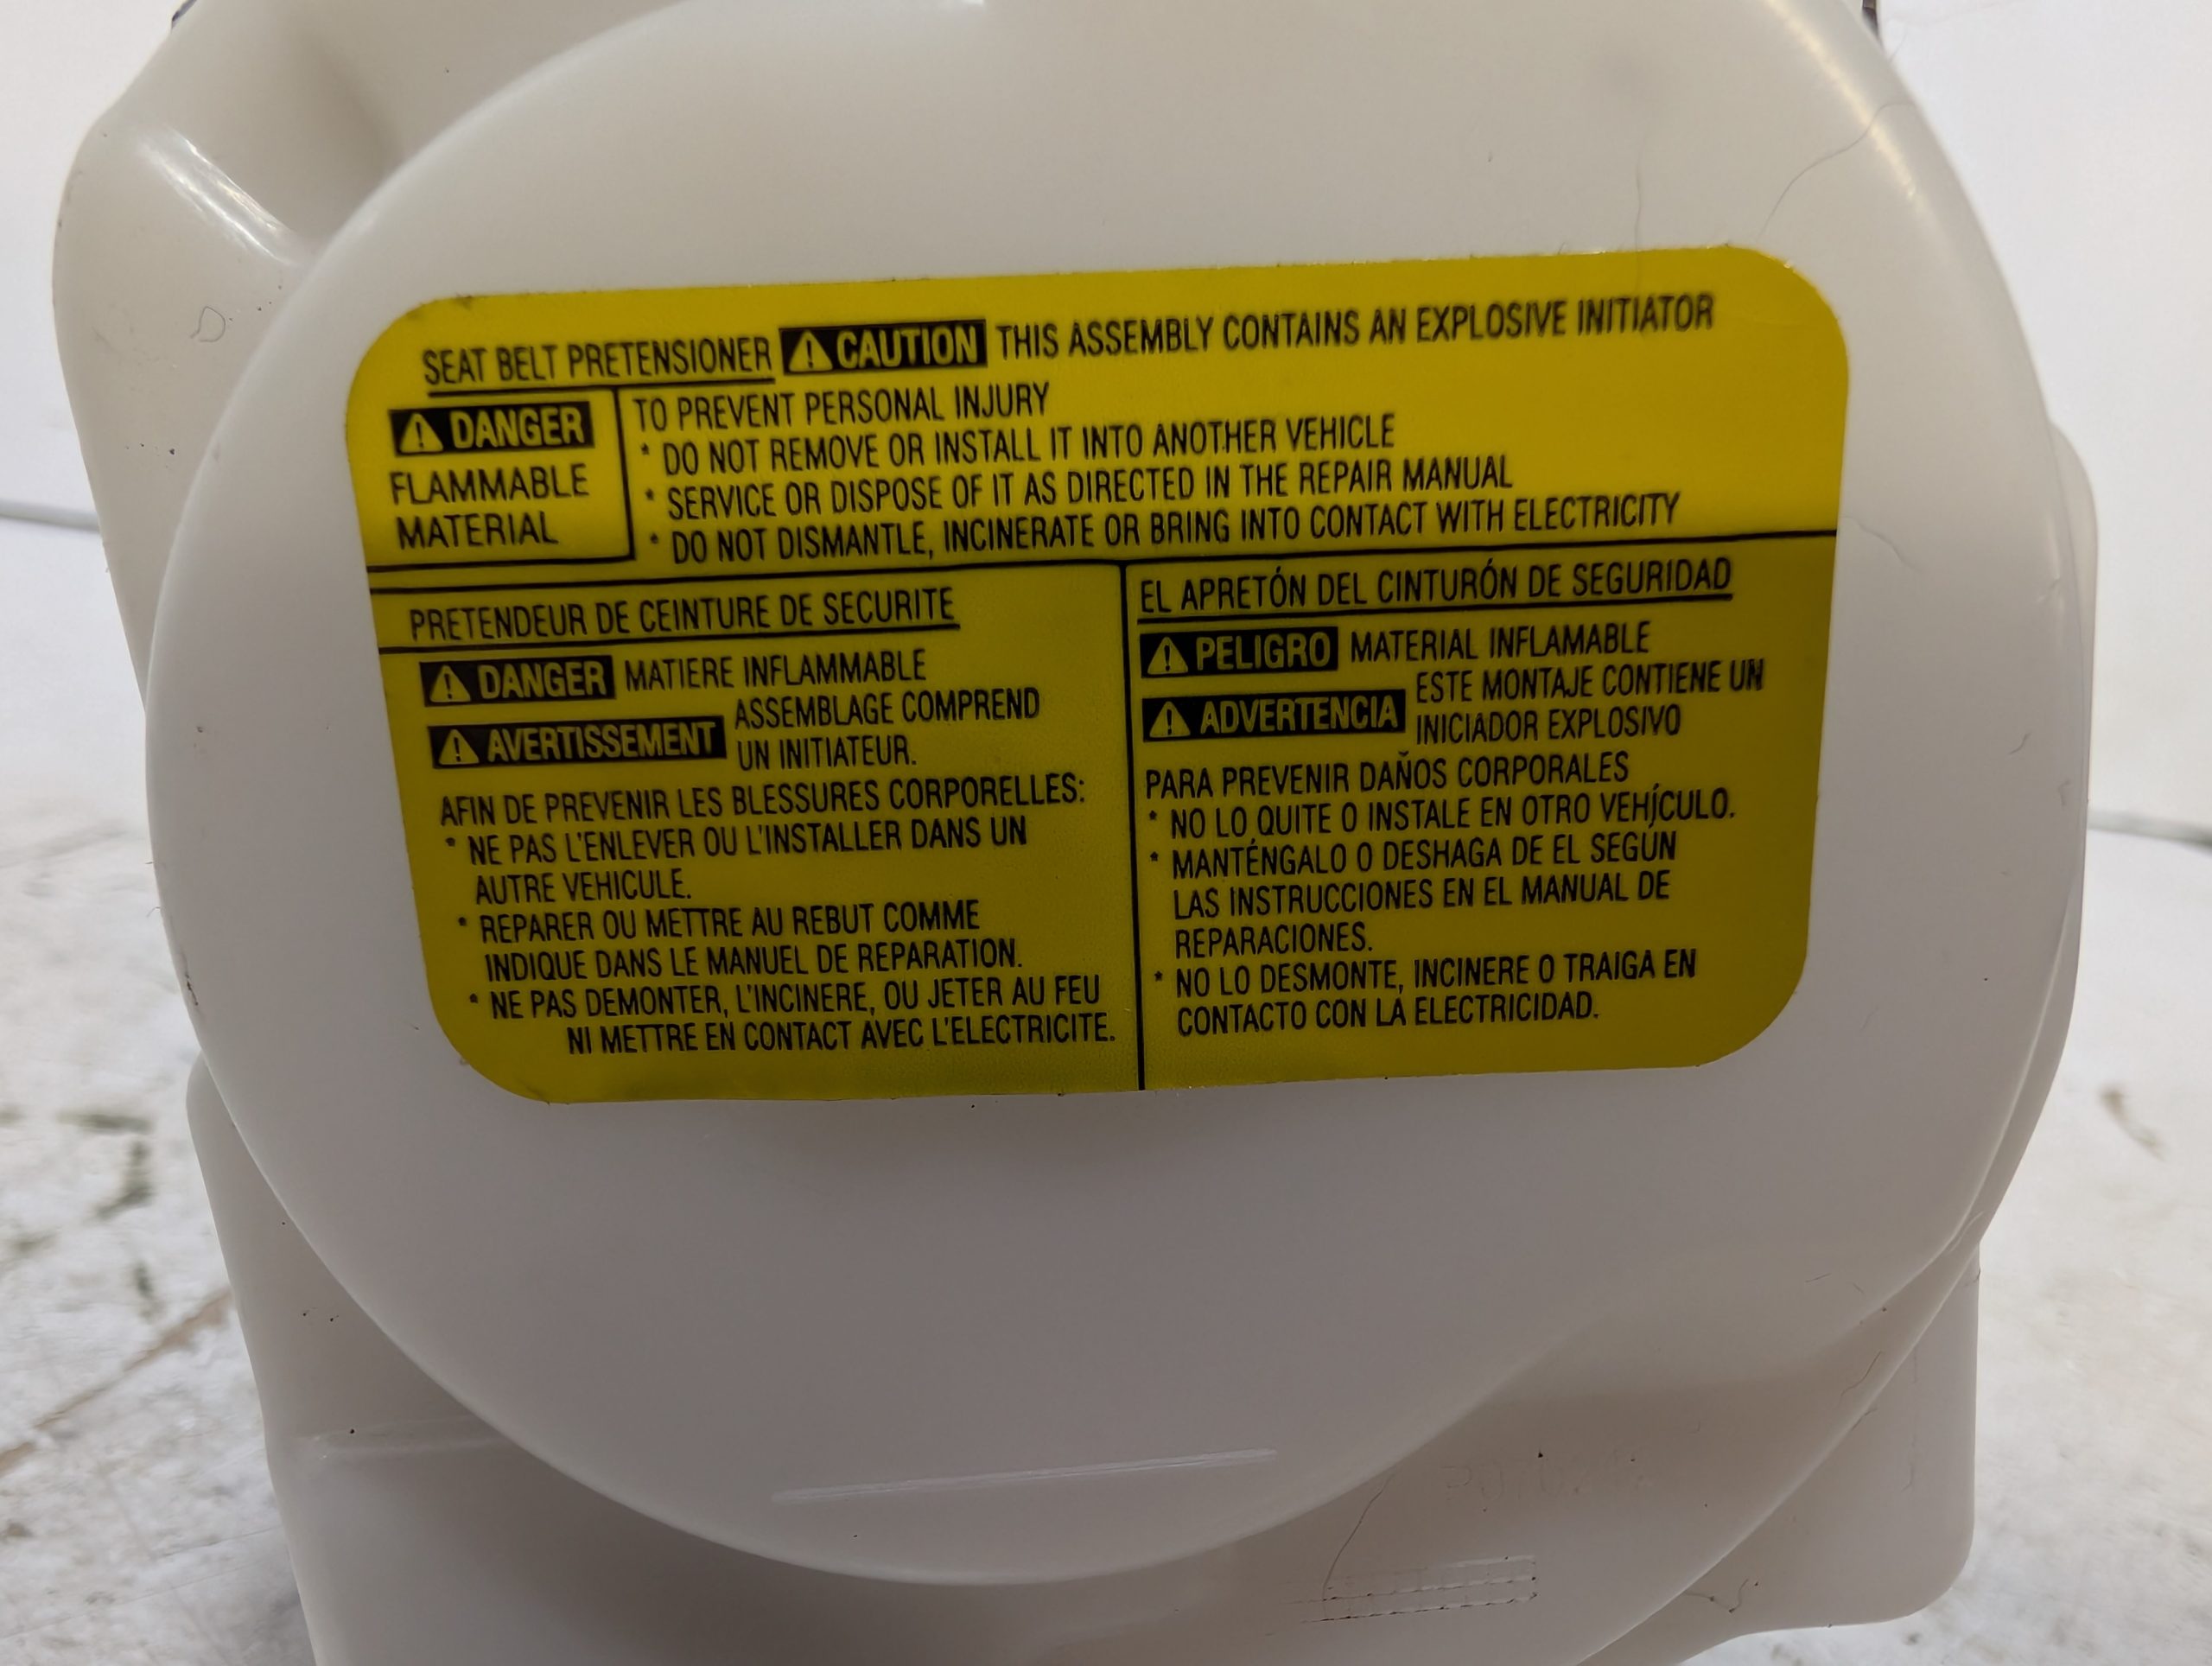 SEAT BELT PRETENSIONER ⚠ CAUTION THIS ASSEMBLY CONTAINS AN EXPLOSIVE INITIATOR
⚠ DANGER
FLAMMABLE
MATERIAL
TO PREVENT PERSONAL INJURY
* DO NOT REMOVE OR INSTALL IT INTO ANOTHER VEHICLE
* SERVICE OR DISPOSE OF IT AS DIRECTED IN THE REPAIR MANUAL
* DO NOT DISMANTLE, INCINERATE OR BRING INTO CONTACT WITH ELECTRICITY
PRETENDEUR DE CEINTURE DE SECURITE
⚠ DANGER MATIERE INFLAMMABLE
⚠ AVERTISSEMENT ASSEMBLAGE COMPREND
UN INITIATEUR.
AFIN DE PREVENIR LES BLESSURES CORPORELLES:
* NE PAS L'ENLEVER OU L'INSTALLER DANS UN
AUTRE VEHICULE.
* REPARER OU METTRE AU REBUT COMME
INDIQUE DANS LE MANUEL DE REPARATION.
* NE PAS DEMONTER, L'INCINERE, OU JETER AU FEU
NI METTRE EN CONTACT AVEC L'ELECTRICITE.
EL APRETÓN DEL CINTURÓN DE SEGURIDAD
⚠ PELIGRO MATERIAL INFLAMABLE
⚠ ADVERTENCIA ESTE MONTAJE CONTIENE UN
INICIADOR EXPLOSIVO
PARA PREVENIR DAÑOS CORPORALES
* NO LO QUITE O INSTALE EN OTRO VEHÍCULO.
* MANTÉNGALO O DESHAGA DE EL SEGUN
LAS INSTRUCCIONES EN EL MANUAL DE
REPARACIONES.
* NO LO DESMONTE, INCINERE O TRAIGA EN
CONTACTO CON LA ELECTRICIDAD.